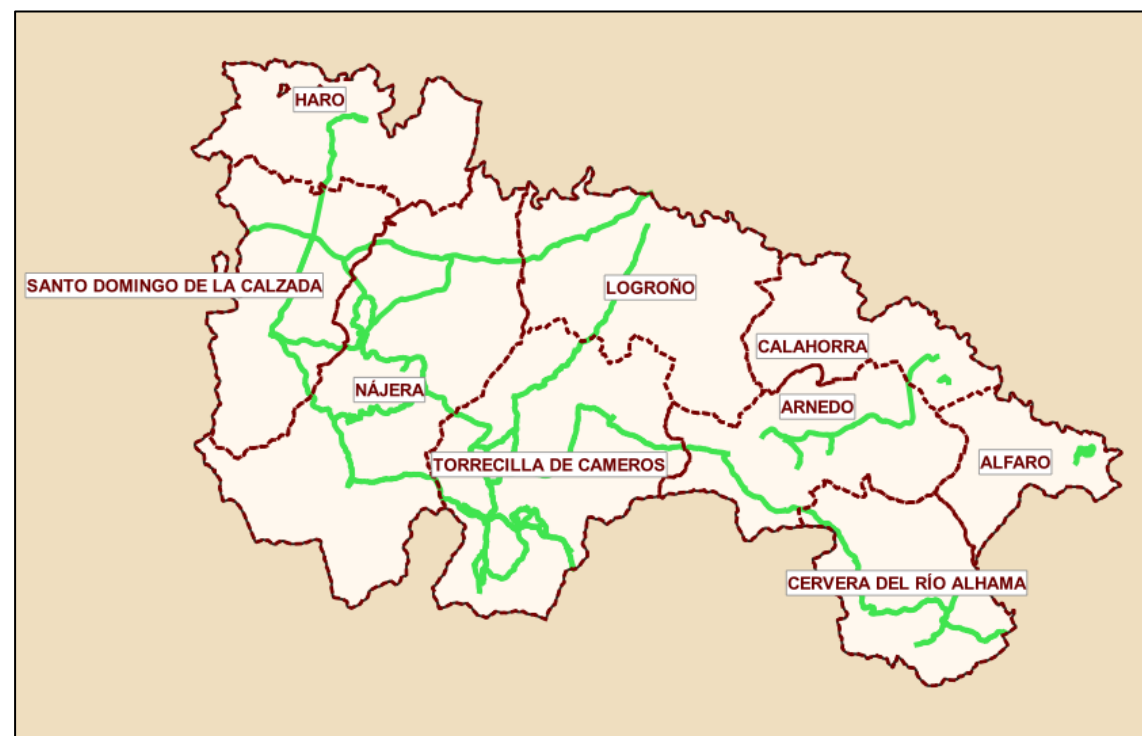 HARO
SANTO DOMINGO DE LA CALZADA
LOGROÑO
CALAHORRA
NÁJERA
ARNEDO
TORRECILLA DE CAMEROS
ALFARO
CERVERA DEL RÍO ALHAMA